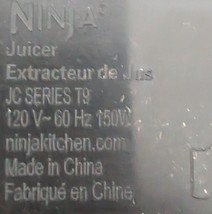 NINJA®
Juicer
Extracteur de Jus
JC SERIES T9
120 V~ 60 Hz 150W
ninjakitchen.com
Made in China
Fabriqué en Chine